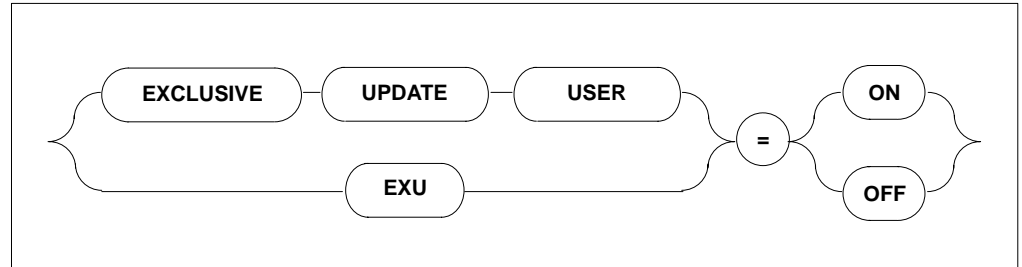 EXCLUSIVE UPDATE USER ON
=
EXU OFF